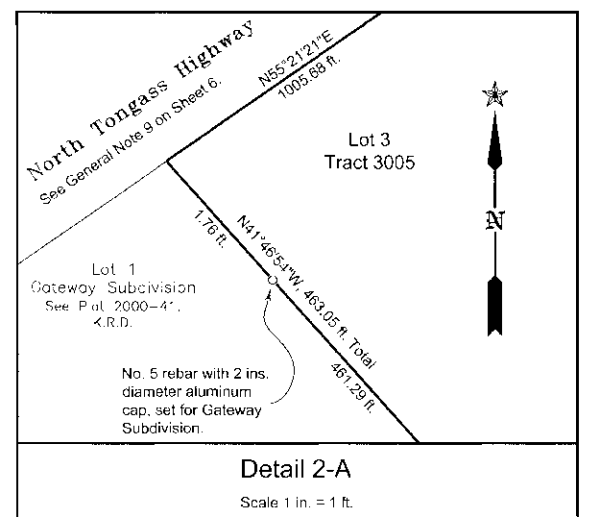 North Tongass Highway
See General Note 9 on Sheet 6.
N55°21'21"E
1005.68 ft.
Lot 3
Tract 3005
N
1.76 ft.
N41°46'54"W, 463.05 ft. Total
461.29 ft.
Lot 1
Gateway Subdivision
See Plat 2000-41,
K.R.D.
No. 5 rebar with 2 ins.
diameter aluminum
cap, set for Gateway
Subdivision.
Detail 2-A
Scale 1 in. = 1 ft.